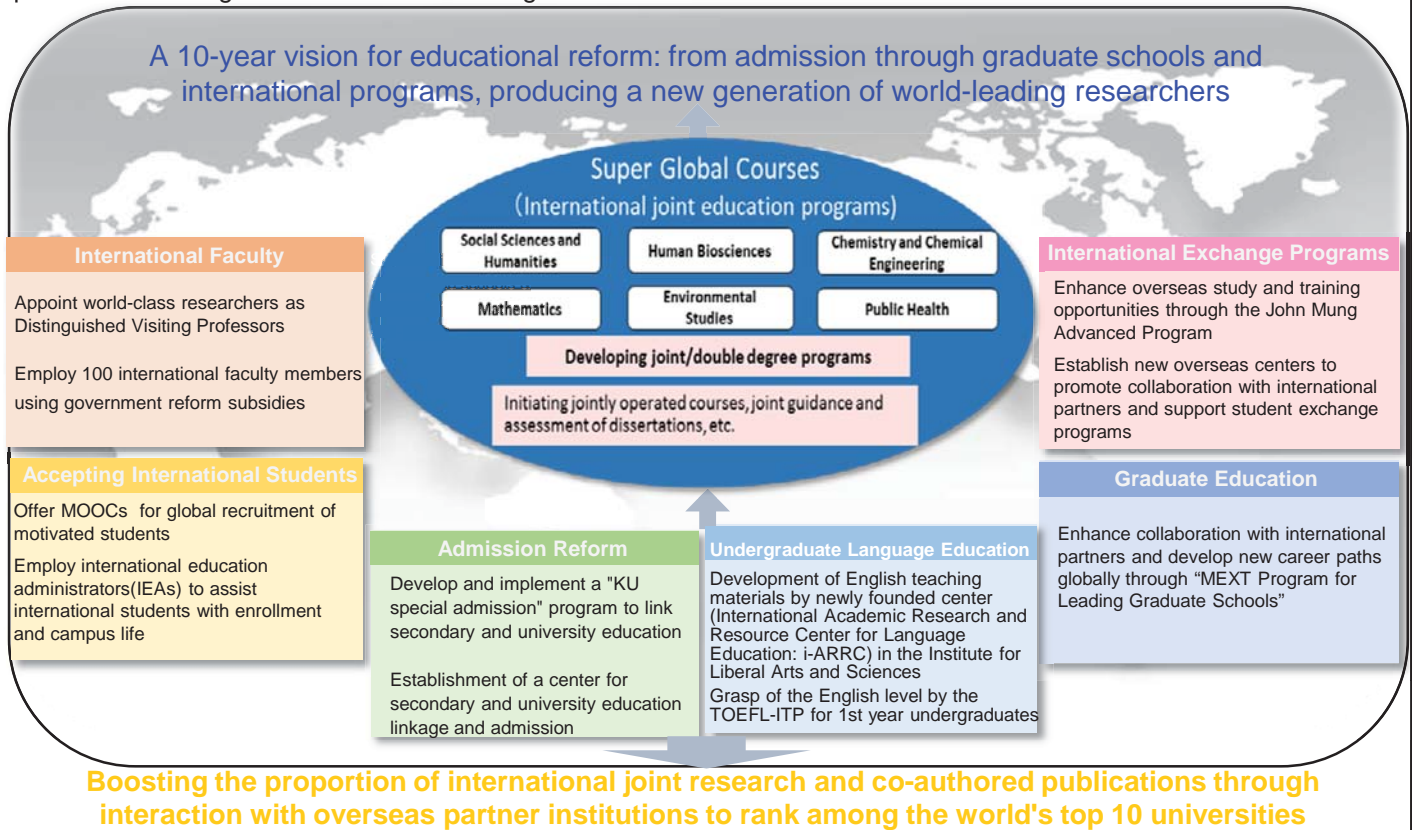 A 10-year vision for educational reform: from admission through graduate schools and
international programs, producing a new generation of world-leading researchers
Super Global Courses
(International joint education programs)
Social Sciences and
Humanities
Human Biosciences
Chemistry and Chemical
Engineering
Mathematics
Environmental
Studies
Public Health
Developing joint/double degree programs
Initiating jointly operated courses, joint guidance and
assessment of dissertations, etc.
International Faculty
Appoint world-class researchers as
Distinguished Visiting Professors
Employ 100 international faculty members
using government reform subsidies
Accepting International Students
Offer MOOCs for global recruitment of
motivated students
Employ international education
administrators(IEAs) to assist
international students with enrollment
and campus life
Admission Reform
Develop and implement a "KU
special admission" program to link
secondary and university education
Establishment of a center for
secondary and university education
linkage and admission
Undergraduate Language Education
Development of English teaching
materials by newly founded center
(International Academic Research and
Resource Center for Language
Education: i-ARRC) in the Institute for
Liberal Arts and Sciences
Grasp of the English level by the
TOEFL-ITP for 1st year undergraduates
International Exchange Programs
Enhance overseas study and training
opportunities through the John Mung
Advanced Program
Establish new overseas centers to
promote collaboration with international
partners and support student exchange
programs
Graduate Education
Enhance collaboration with international
partners and develop new career paths
globally through “MEXT Program for
Leading Graduate Schools”
Boosting the proportion of international joint research and co-authored publications through
interaction with overseas partner institutions to rank among the world's top 10 universities